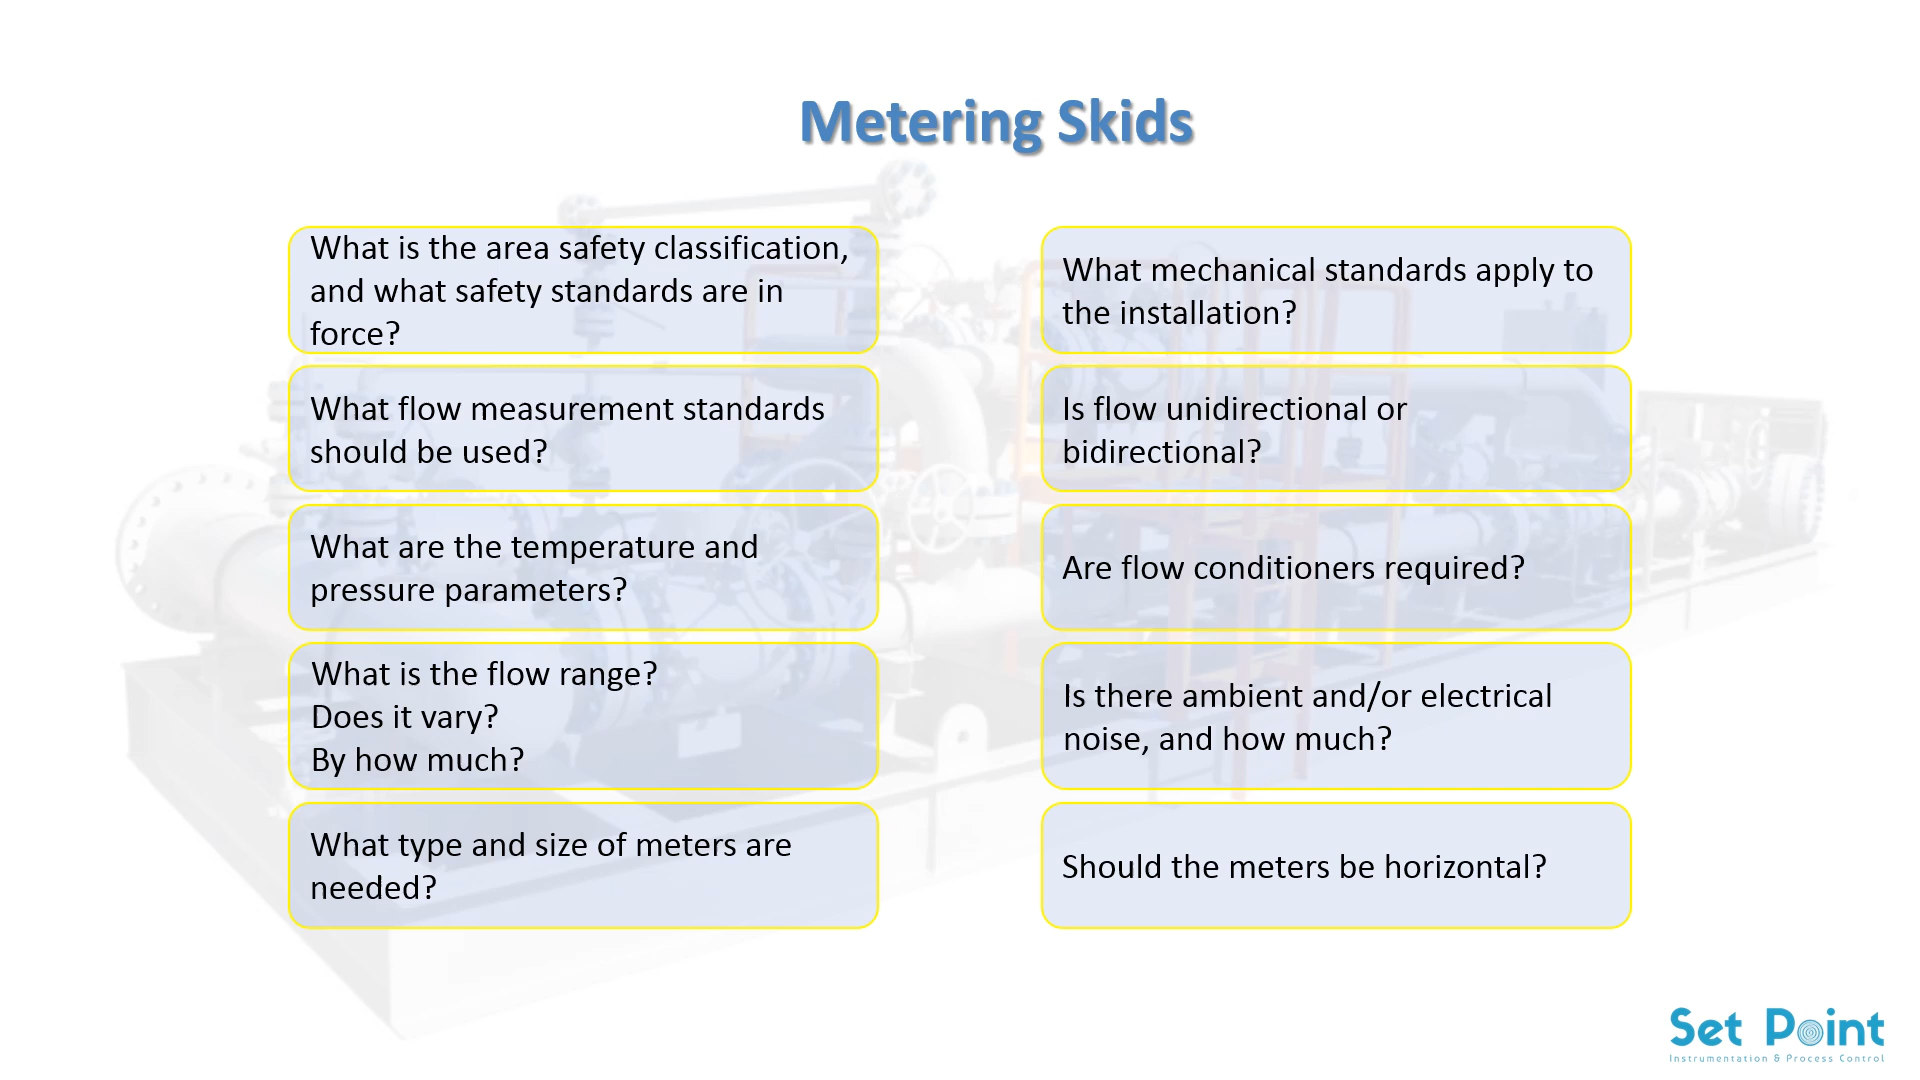 Metering Skids
What is the area safety classification,
and what safety standards are in
force?
What mechanical standards apply to
the installation?
What flow measurement standards
should be used?
Is flow unidirectional or
bidirectional?
What are the temperature and
pressure parameters?
Are flow conditioners required?
What is the flow range?
Does it vary?
By how much?
Is there ambient and/or electrical
noise, and how much?
What type and size of meters are
needed?
Should the meters be horizontal?
Set Point
Instrumentation & Process Control